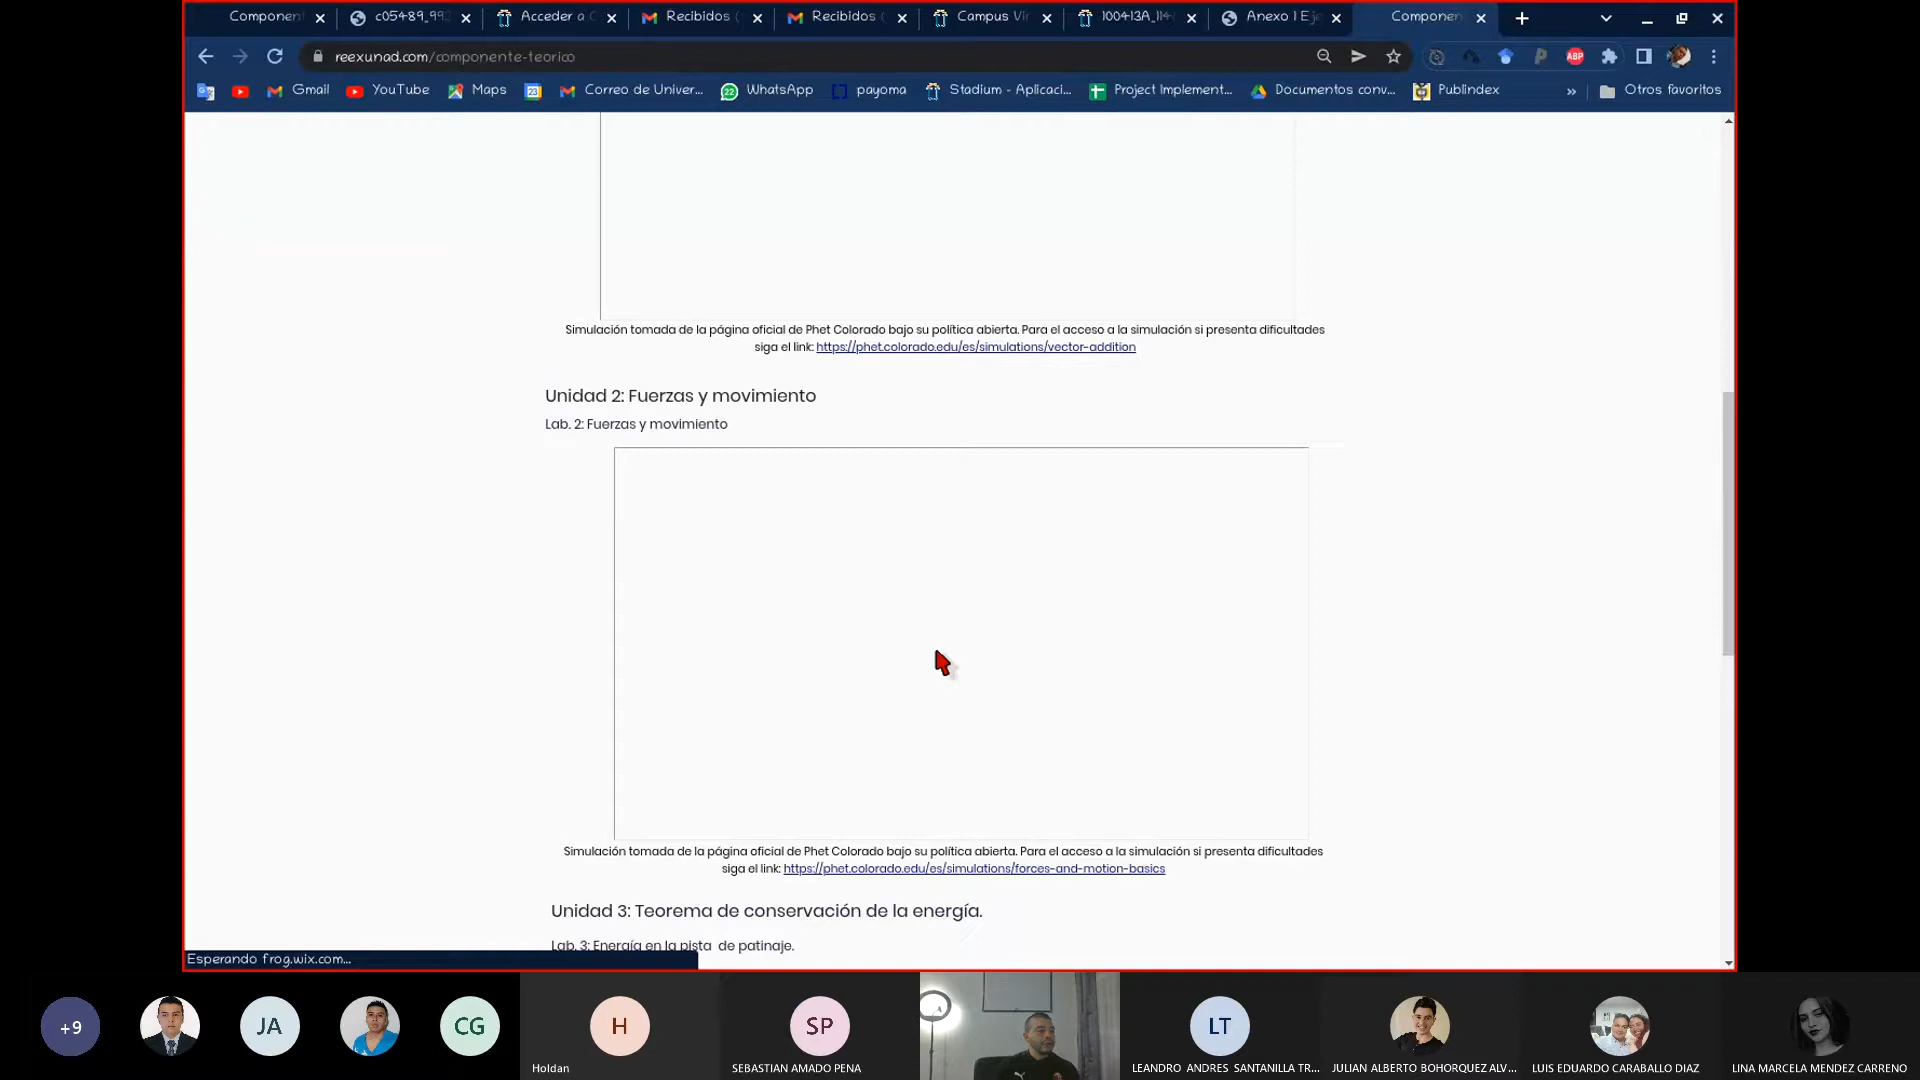 Component
c05489_992
Acceder a C
Recibidos (
Recibidos (
Campus Vir
100413A_114
Anexo 1 Eje
Componen
reexunad.com/componente-teorico
Gmail
YouTube
Maps
23
Correo de Univer...
22
WhatsApp
payoma
Stadium - Aplicaci...
Project Implement...
Documentos conv...
Publindex
»
Otros favoritos
ABP
Simulación tomada de la página oficial de Phet Colorado bajo su política abierta. Para el acceso a la simulación si presenta dificultades
siga el link: https://phet.colorado.edu/es/simulations/vector-addition
Unidad 2: Fuerzas y movimiento
Lab. 2: Fuerzas y movimiento
Simulación tomada de la página oficial de Phet Colorado bajo su política abierta. Para el acceso a la simulación si presenta dificultades
siga el link: https://phet.colorado.edu/es/simulations/forces-and-motion-basics
Unidad 3: Teorema de conservación de la energía.
Lab. 3: Energía en la pista de patinaje.
Esperando frog.wix.com...
+9
JA
CG
H
Holdan
SP
SEBASTIAN AMADO PENA
LT
LEANDRO ANDRES SANTANILLA TR...
JULIAN ALBERTO BOHORQUEZ ALV...
LUIS EDUARDO CARABALLO DIAZ
LINA MARCELA MENDEZ CARRENO